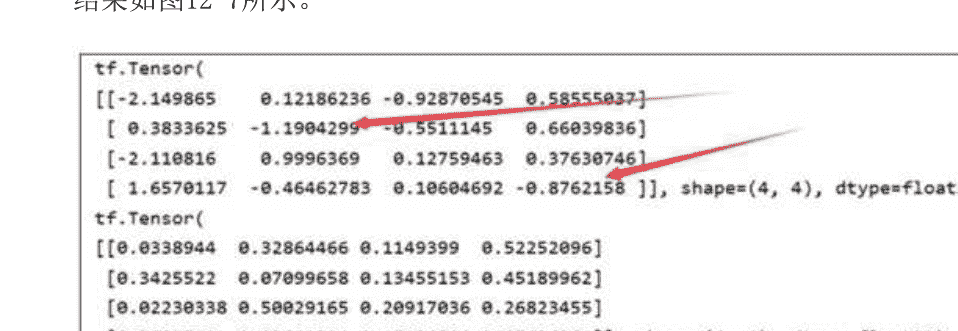 结果如图12-7所示。
tf.Tensor(
[[-2.149865 0.12186236 -0.92870545 0.58555037]
[ 0.3833625 -1.1904299 -0.5511145 0.66039836]
[-2.110816 0.9996369 0.12759463 0.37630746]
[ 1.6570117 -0.46462783 0.10604692 -0.8762158 ]], shape=(4, 4), dtype=float
tf.Tensor(
[[0.0338944 0.32864466 0.1149399 0.52252096]
[0.3425522 0.07099658 0.13455153 0.45189962]
[0.02230338 0.50029165 0.20917036 0.26823455]